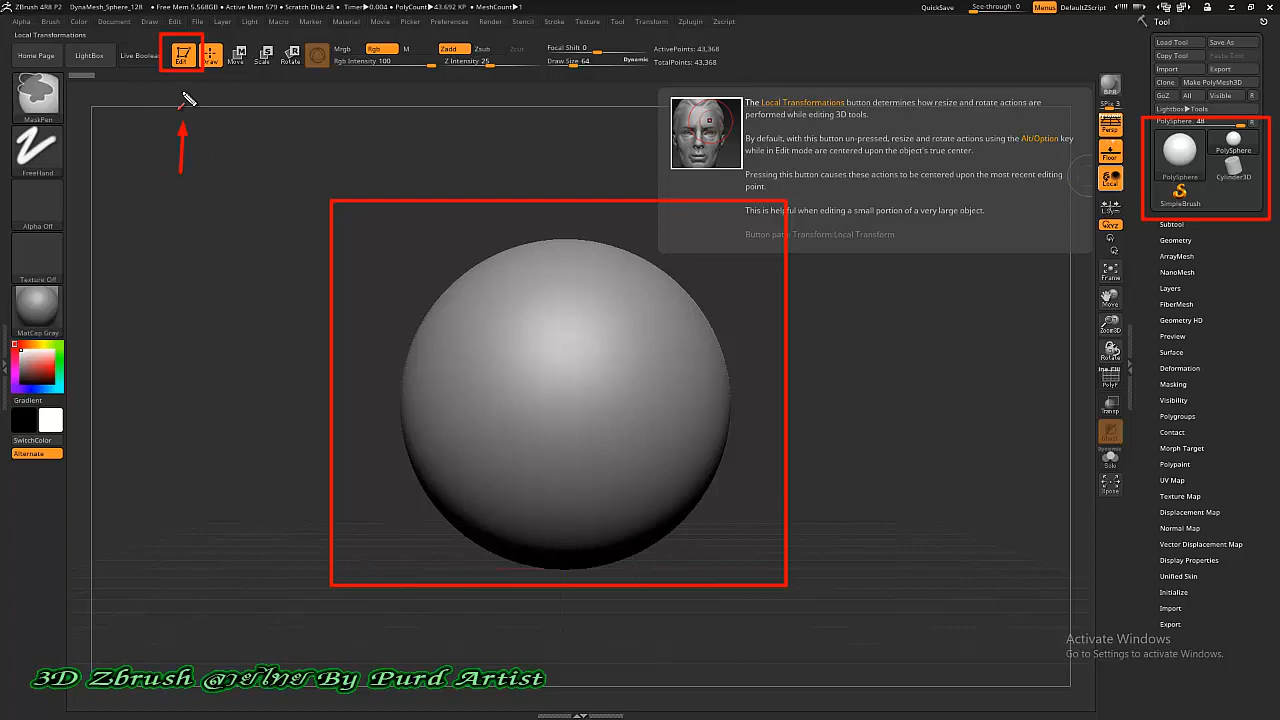 ZBrush 4R8 P2 DynaMesh_Sphere_128 • Free Mem 5.568GB • Active Mem 579 • Scratch Disk 48 • Timer▶0.004 • PolyCount▶43.692 KP • MeshCount▶1
QuickSave See-through 0 Menus DefaultZScript
Alpha Brush Color Document Draw Edit File Layer Light Macro Marker Material Movie Picker Preferences Render Stencil Stroke Texture Tool Transform Zplugin Zscript
Local Transformations
Home Page LightBox Live Boolean Edit Draw Move Scale Rotate
Mrgb Rgb M Zadd Zsub Zcut Focal Shift 0 ActivePoints: 43,368
Rgb Intensity 100 Z Intensity 25 Draw Size 64 Dynamic TotalPoints: 43,368
MaskPen
FreeHand
Alpha Off
Texture Off
MatCap Gray
Gradient
SwitchColor
Alternate
The Local Transformations button determines how resize and rotate actions are
performed while editing 3D tools.
By default, with this button un-pressed, resize and rotate actions using the Alt/Option key
while in Edit mode are centered upon the object's true center.
Pressing this button causes these actions to be centered upon the most recent editing
point.
This is helpful when editing a small portion of a very large object.
Button path: Transform:Local Transform
BPR
SPix 3
Persp
Floor
Local
L.Sym
XYZ
Frame
Move
Zoom3D
Rotate
PolyF
Transp
Ghost
Dynamic
Solo
Xpose
Tool
Load Tool Save As
Copy Tool Paste Tool
Import Export
Clone Make PolyMesh3D
GoZ All Visible R
Lightbox▶Tools
PolySphere. 48 R
PolySphere
PolySphere
Cylinder3D
SimpleBrush
Subtool
Geometry
ArrayMesh
NanoMesh
Layers
FiberMesh
Geometry HD
Preview
Surface
Deformation
Masking
Visibility
Polygroups
Contact
Morph Target
Polypaint
UV Map
Texture Map
Displacement Map
Normal Map
Vector Displacement Map
Display Properties
Unified Skin
Initialize
Import
Export
Activate Windows
Go to Settings to activate Windows.
3D Zbrush ลายไทย By Purd Artist